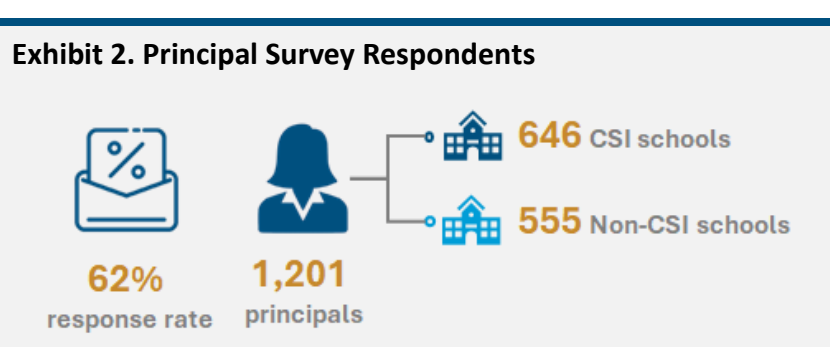 Exhibit 2. Principal Survey Respondents
%
646 CSI schools
555 Non-CSI schools
62%
response rate
1,201
principals